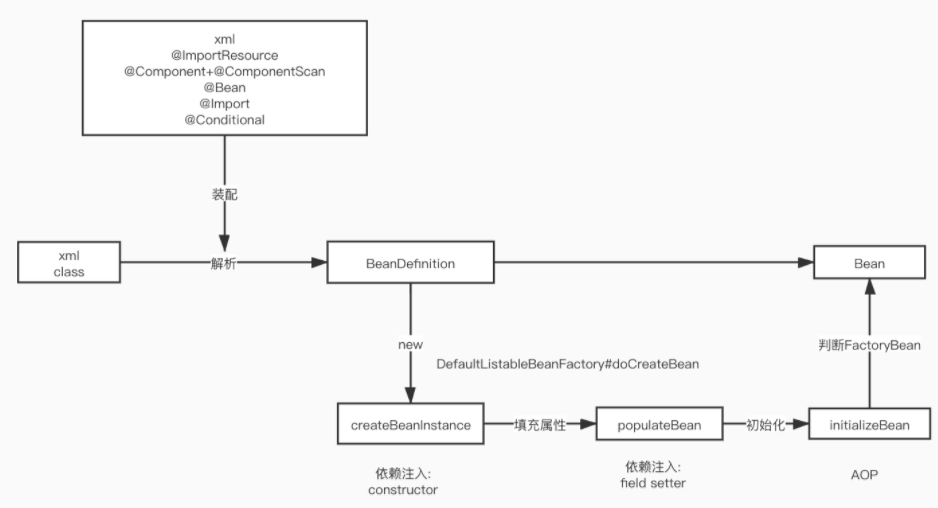 xml
@ImportResource
@Component+@ComponentScan
@Bean
@Import
@Conditional
装配
xml
class
解析
BeanDefinition
Bean
new
判断FactoryBean
DefaultListableBeanFactory#doCreateBean
createBeanInstance
填充属性
populateBean
初始化
initializeBean
依赖注入:
constructor
依赖注入:
field setter
AOP